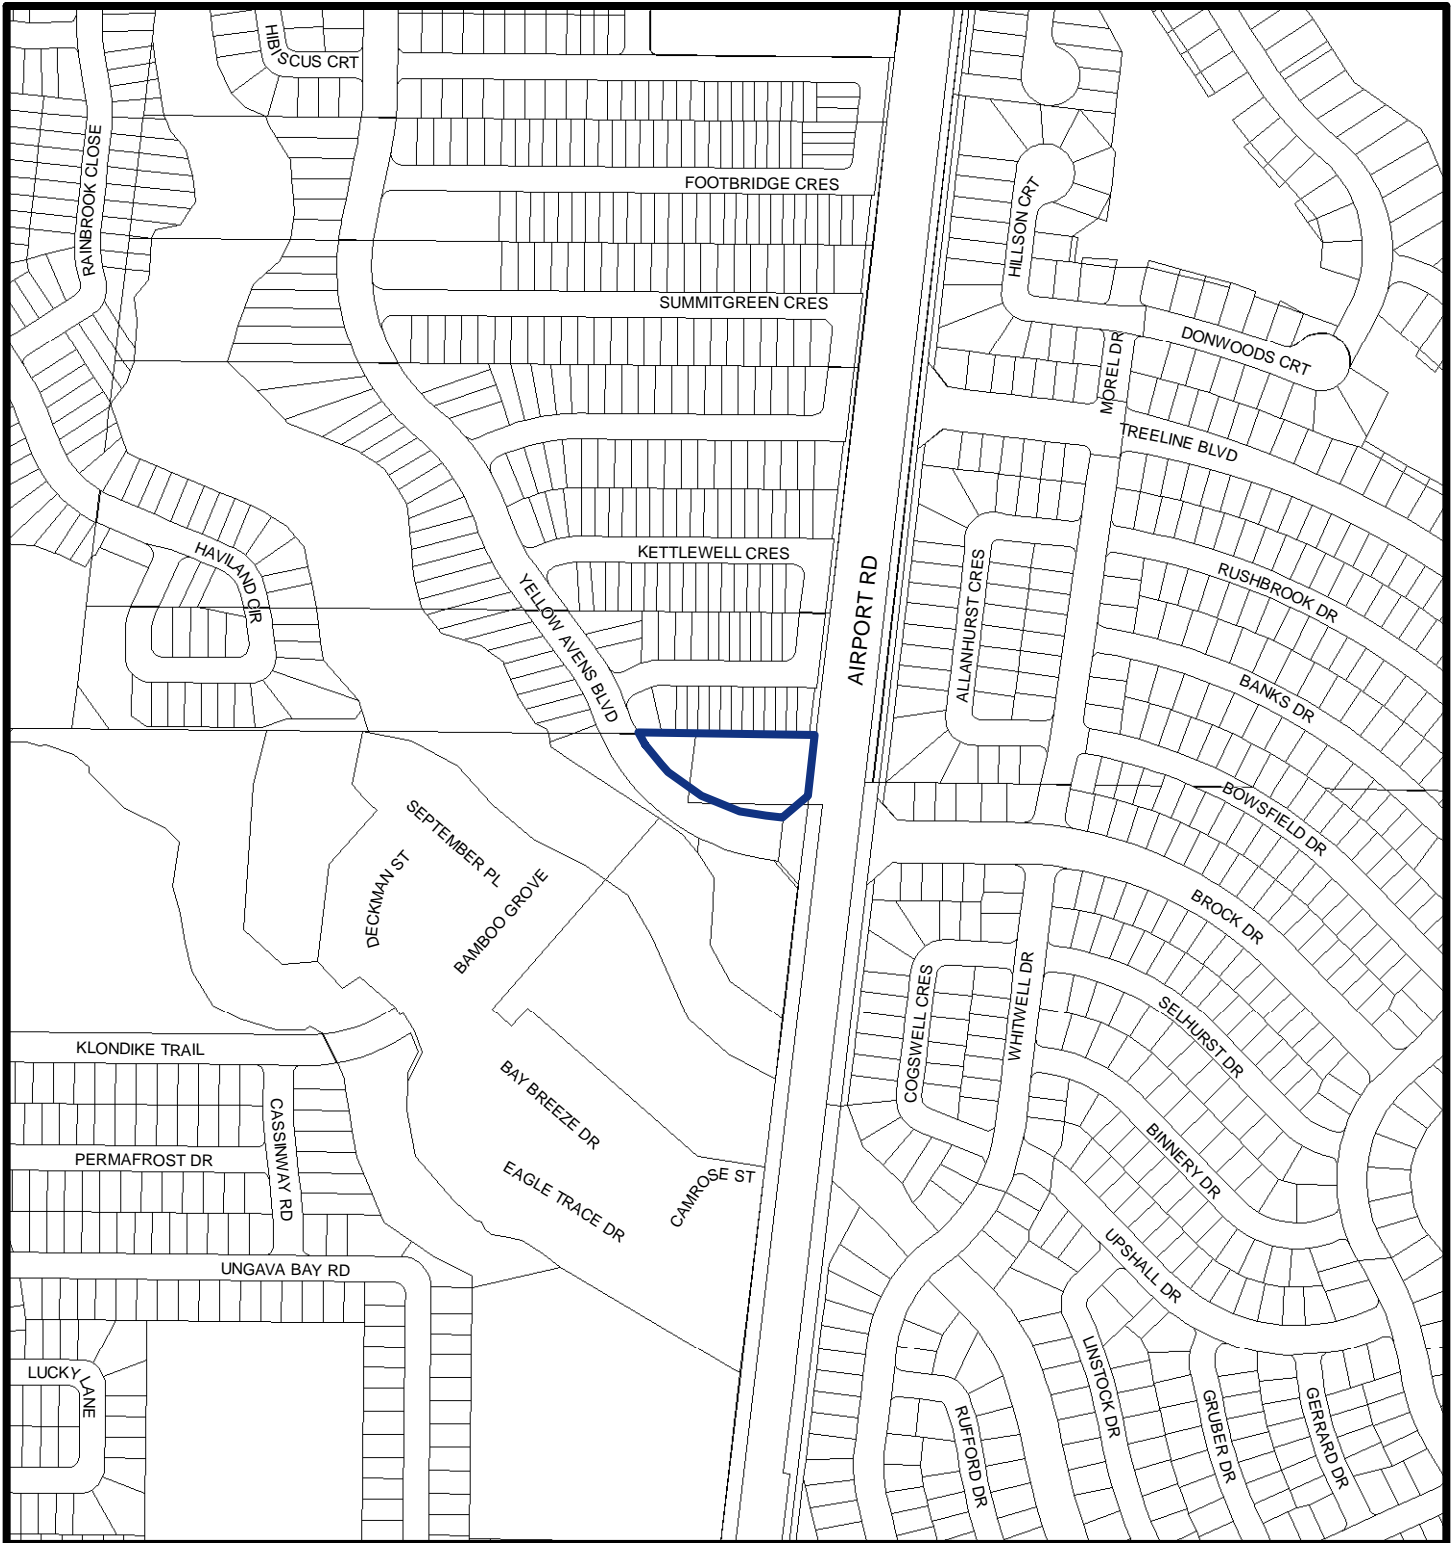 HIBISCUS CRT
RAINBROOK CLOSE
FOOTBRIDGE CRES
HILLSON CRT
SUMMITGREEN CRES
DONWOODS CRT
MOREL DR
TREELINE BLVD
HAVILAND CIR
KETTLEWELL CRES
YELLOW AVENS BLVD
AIRPORT RD
ALLANHURST CRES
RUSHBROOK DR
BANKS DR
BOWSFIELD DR
SEPTEMBER PL
DECKMAN ST
BAMBOO GROVE
BROCK DR
COGSWELL CRES
WHITWELL DR
SELHURST DR
KLONDIKE TRAIL
BAY BREEZE DR
CASSINWAY RD
PERMAFROST DR
EAGLE TRACE DR
CAMROSE ST
BINNERY DR
UPSHALL DR
UNGAVA BAY RD
LUCKY LANE
LINSTOCK DR
RUFFORD DR
GRUBER DR
GERRARD DR